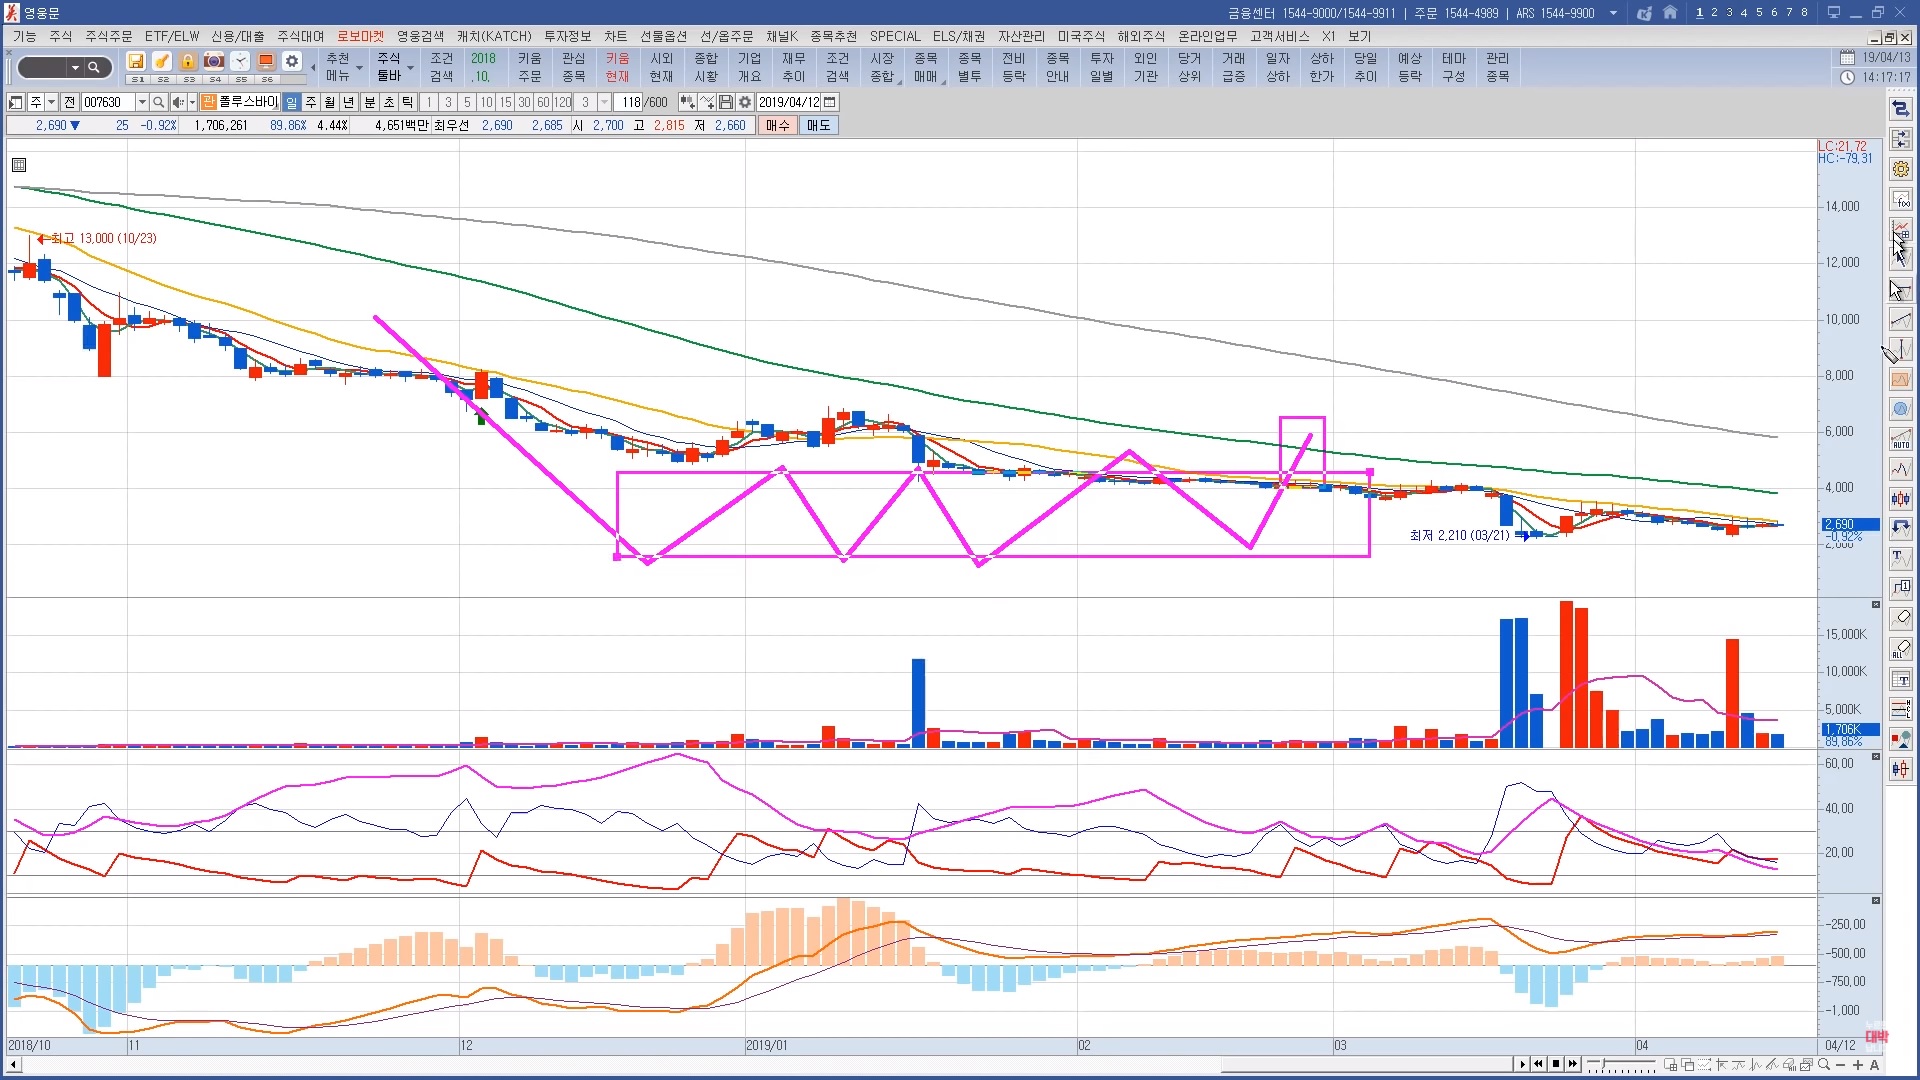 영웅문
금융센터 1544-9000/1544-9911 | 주문 1544-4989 | ARS 1544-9900
1 2 3 4 5 6 7 8
기능 주식 주식주문 ETF/ELW 신용/대출 주식대여 로보마켓 영웅검색 캐치(KATCH) 투자정보 차트 선물옵션 선/옵주문 채널K 종목추천 SPECIAL ELS/채권 자산관리 미국주식 해외주식 온라인업무 고객서비스 X1 보기
S1 S2 S3 S4 S5 S6
추천 주식 조건 2018 키움 관심 키움 시외 종합 기업 재무 조건 시장 종목 종목 전비 종목 투자 외인 당거 거래 일자 상하 당일 예상 테마 관리
메뉴 툴바 검색 .10. 주문 종목 현재 현재 시황 개요 추이 검색 종합 매매 별투 등락 안내 일별 기관 상위 급증 상하 한가 추이 등락 구성 종목
19/04/13
14:17:17
주 전 007630 관 폴루스바이 일 주 월 년 분 초 틱 1 3 5 10 15 30 60 120 3 118 /600 2019/04/12
2,690 ▼ 25 -0.92% 1,706,261 89.86% 4.44% 4,651백만 최우선 2,690 2,685 시 2,700 고 2,815 저 2,660 매수 매도
LC:21,72
HC:-79,31
14,000
최고 13,000 (10/23)
12,000
10,000
8,000
6,000
4,000
2,690
-0,92%
최저 2,210 (03/21)
2,000
15,000K
10,000K
5,000K
1,706K
89,86%
60,00
40,00
20,00
-250,00
-500,00
-750,00
-1,000
대박
2018/10 11 12 2019/01 02 03 04 04/12
f(x)
AUTO
ALL
A